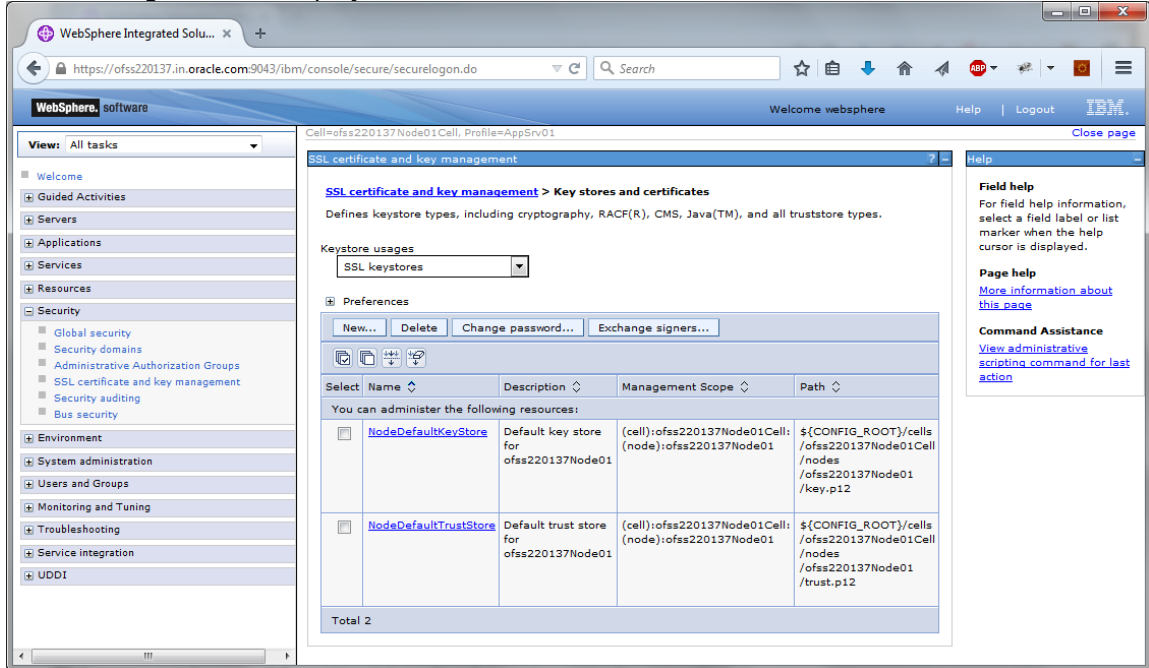 WebSphere Integrated Solu... × +
https://ofss220137.in.oracle.com:9043/ibm/console/secure/securelogon.do
Search
ABP
WebSphere. software
Welcome websphere
Help | Logout
IBM.
View: All tasks
Welcome
Guided Activities
Servers
Applications
Services
Resources
Security
Global security
Security domains
Administrative Authorization Groups
SSL certificate and key management
Security auditing
Bus security
Environment
System administration
Users and Groups
Monitoring and Tuning
Troubleshooting
Service integration
UDDI
Cell=ofss220137Node01Cell, Profile=AppSrv01
Close page
SSL certificate and key management
? –
SSL certificate and key management > Key stores and certificates
Defines keystore types, including cryptography, RACF(R), CMS, Java(TM), and all truststore types.
Keystore usages
SSL keystores
Preferences
New... Delete Change password... Exchange signers...
Select Name Description Management Scope Path
You can administer the following resources:
NodeDefaultKeyStore
Default key store
for
ofss220137Node01
(cell):ofss220137Node01Cell:
(node):ofss220137Node01
${CONFIG_ROOT}/cells
/ofss220137Node01Cell
/nodes
/ofss220137Node01
/key.p12
NodeDefaultTrustStore
Default trust store
for
ofss220137Node01
(cell):ofss220137Node01Cell:
(node):ofss220137Node01
${CONFIG_ROOT}/cells
/ofss220137Node01Cell
/nodes
/ofss220137Node01
/trust.p12
Total 2
Help –
Field help
For field help information,
select a field label or list
marker when the help
cursor is displayed.
Page help
More information about
this page
Command Assistance
View administrative
scripting command for last
action